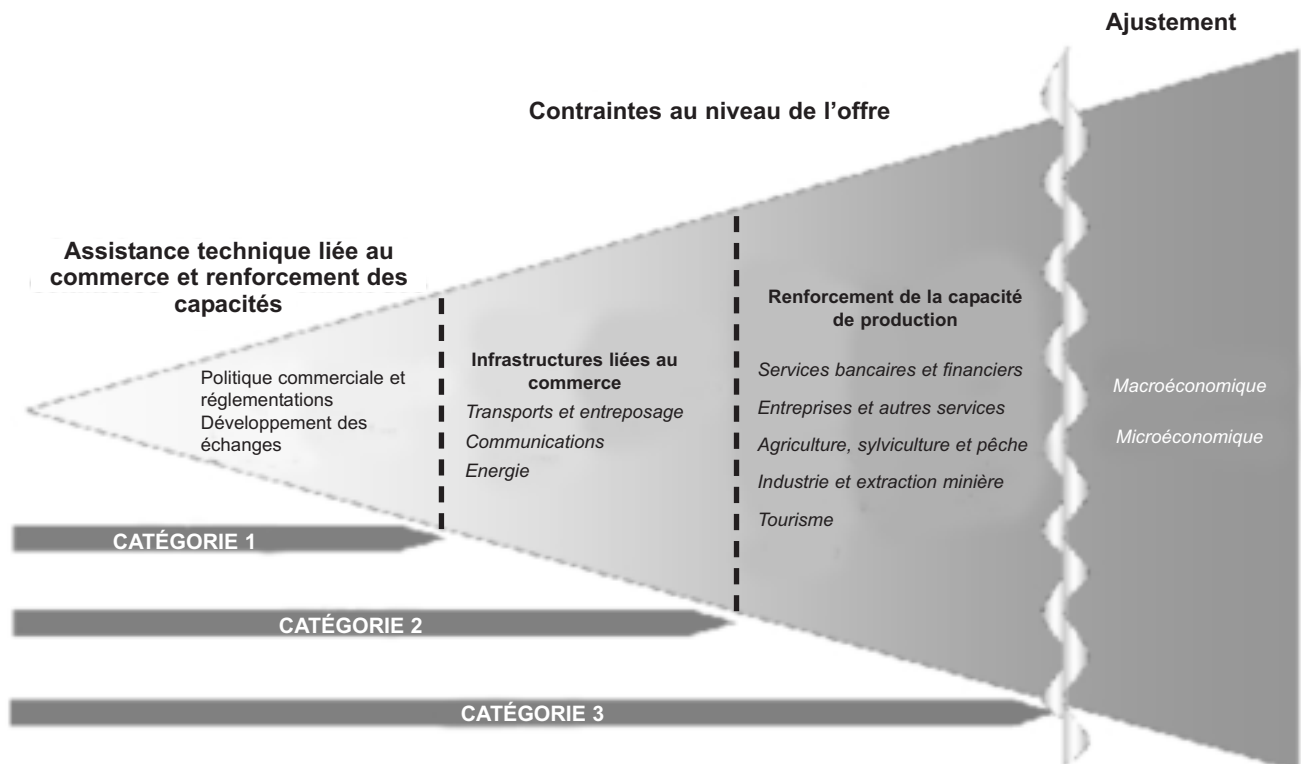 Ajustement
Contraintes au niveau de l’offre
Assistance technique liée au
commerce et renforcement des
capacités
Politique commerciale et
réglementations
Développement des
échanges
Infrastructures liées au
commerce
Transports et entreposage
Communications
Energie
Renforcement de la capacité
de production
Services bancaires et financiers
Entreprises et autres services
Agriculture, sylviculture et pêche
Industrie et extraction minière
Tourisme
Macroéconomique
Microéconomique
CATÉGORIE 1
CATÉGORIE 2
CATÉGORIE 3